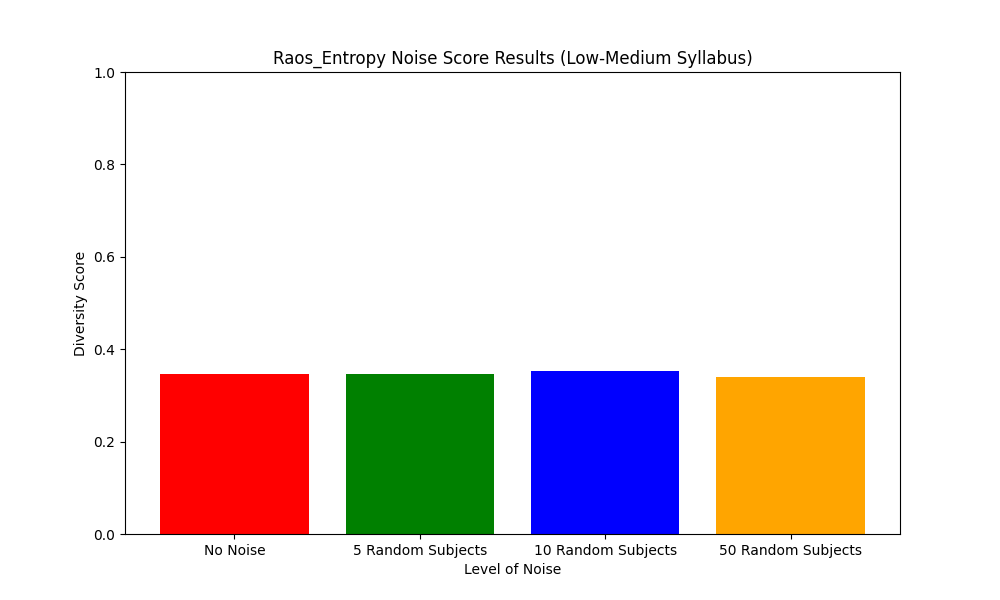 Raos_Entropy Noise Score Results (Low-Medium Syllabus)
1.0
0.8
0.6
0.4
0.2
0.0
Diversity Score
No Noise
5 Random Subjects
10 Random Subjects
50 Random Subjects
Level of Noise